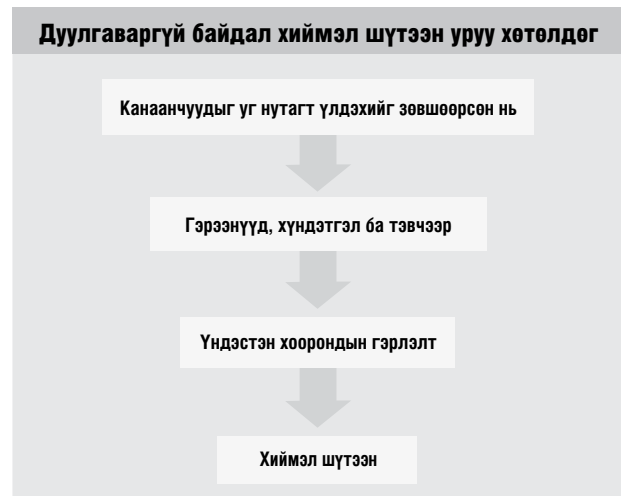 Дуулгаваргүй байдал хиймэл шүтээн уруу хөтөлдөг
Канаанчуудыг уг нутагт үлдэхийг зөвшөөрсөн нь
Гэрээнүүд, хүндэтгэл ба тэвчээр
Үндэстэн хоорондын гэрлэлт
Хиймэл шүтээн